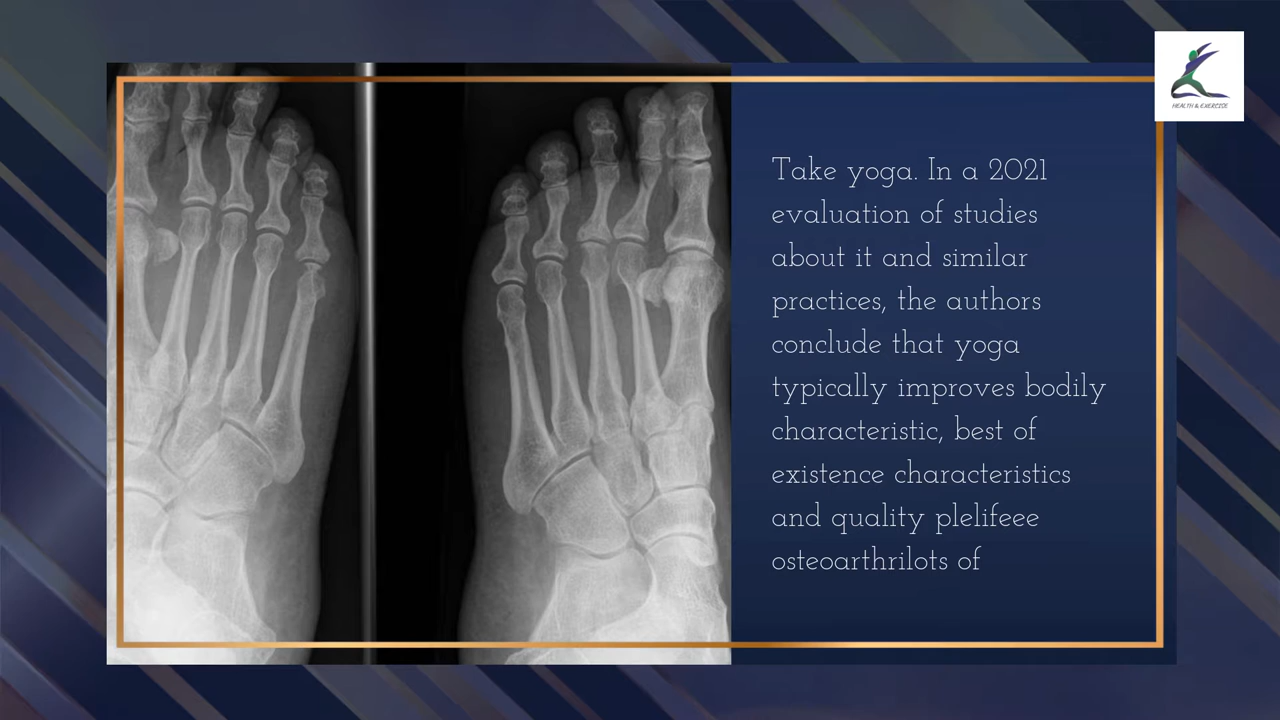 HEALTH & EXERCISE
Take yoga. In a 2021
evaluation of studies
about it and similar
practices, the authors
conclude that yoga
typically improves bodily
characteristic, best of
existence characteristics
and quality plelifeee
osteoarthrilots of